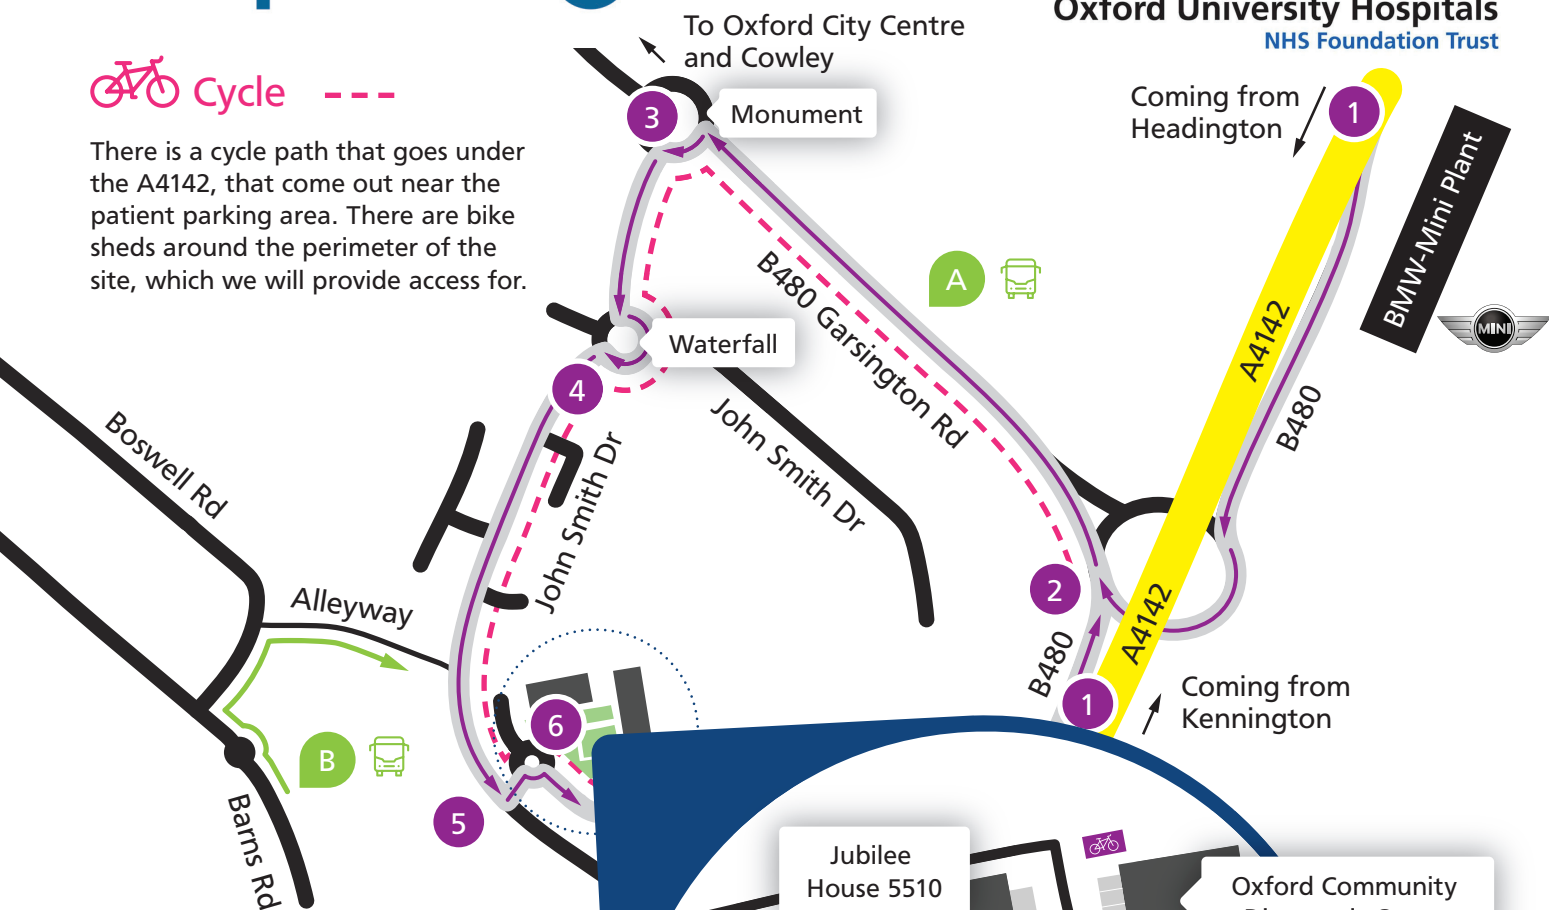 Oxford University Hospitals
NHS Foundation Trust
To Oxford City Centre
and Cowley
Cycle
There is a cycle path that goes under
the A4142, that come out near the
patient parking area. There are bike
sheds around the perimeter of the
site, which we will provide access for.
3
Monument
Coming from
Headington
1
BMW-Mini Plant
MINI
A
B480 Garsington Rd
A4142
B480
Waterfall
4
John Smith Dr
John Smith Dr
Boswell Rd
Alleyway
2
B480
A4142
1
Coming from
Kennington
6
B
5
Barns Rd
Jubilee
House 5510
Oxford Community